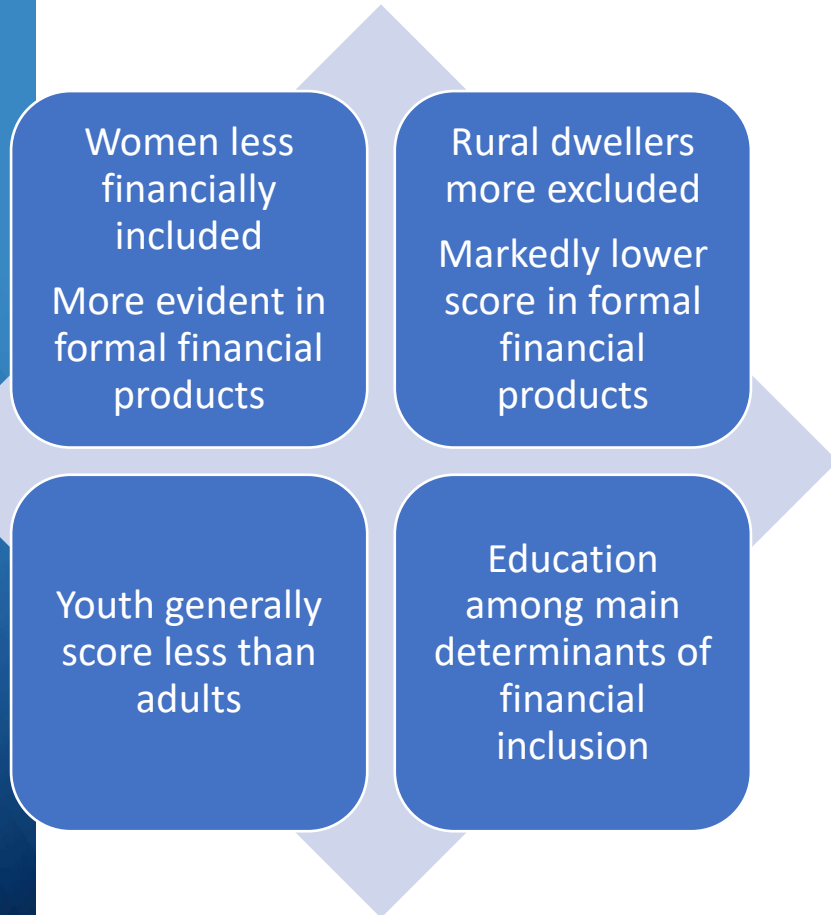 Women less
financially
included
More evident in
formal financial
products
Rural dwellers
more excluded
Markedly lower
score in formal
financial
products
Youth generally
score less than
adults
Education
among main
determinants of
financial
inclusion